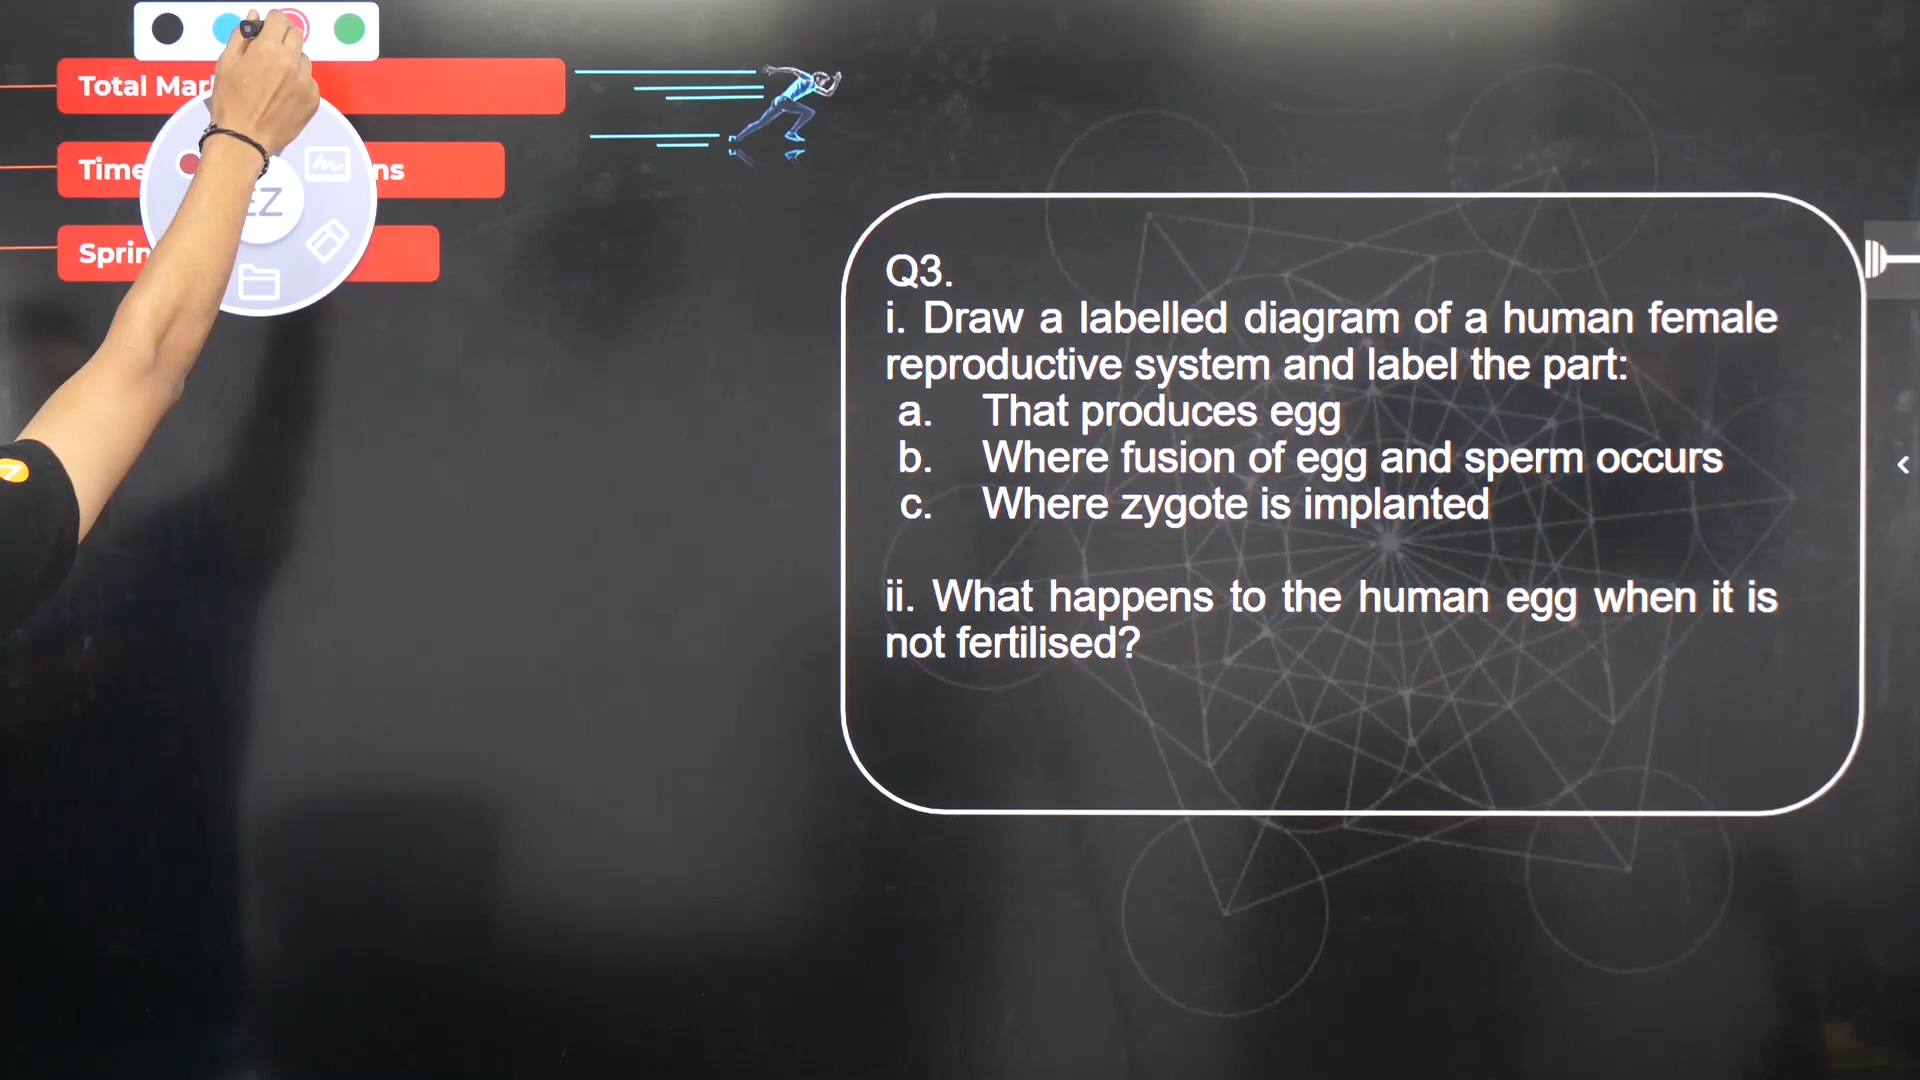 Total
Time
ns
Q3.
i. Draw a labelled diagram of a human female
reproductive system and label the part:
a. That produces egg
b. Where fusion of egg and sperm occurs
c. Where zygote is implanted
ii. What happens to the human egg when it is
not fertilised?